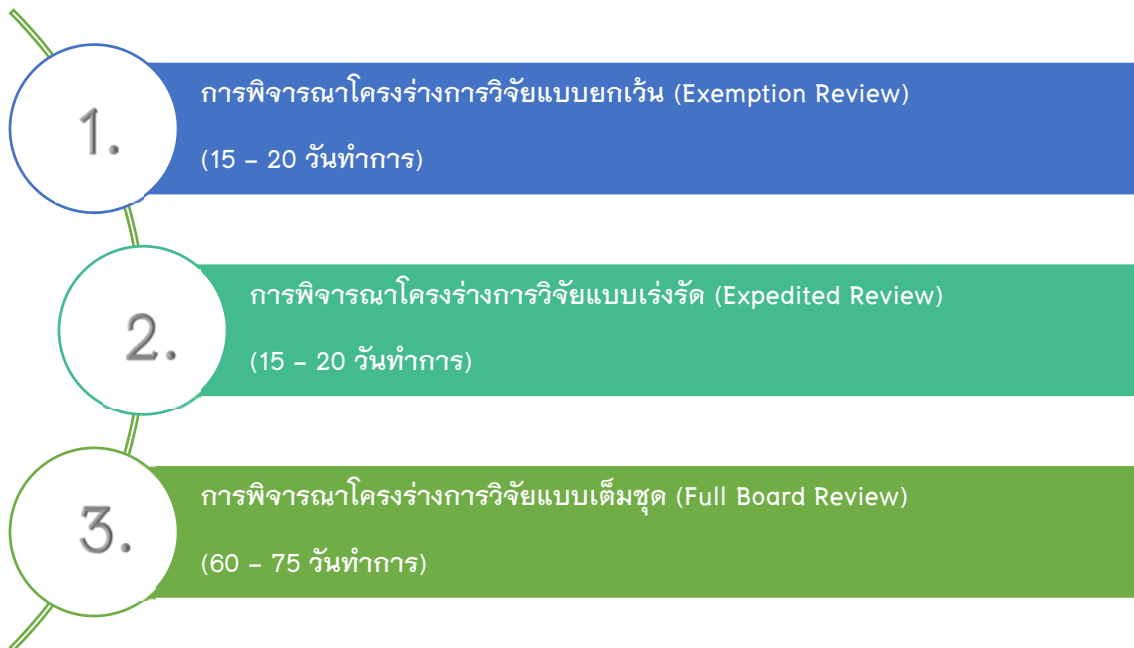 1.
การพิจารณาโครงร่างการวิจัยแบบยกเว้น (Exemption Review)
(15 – 20 วันทำการ)
2.
การพิจารณาโครงร่างการวิจัยแบบเร่งรัด (Expedited Review)
(15 – 20 วันทำการ)
3.
การพิจารณาโครงร่างการวิจัยแบบเต็มชุด (Full Board Review)
(60 – 75 วันทำการ)